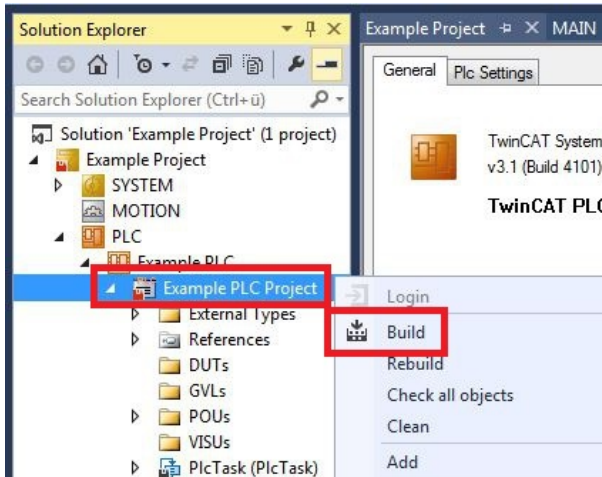 Solution Explorer
Example Project MAIN
General Plc Settings
Search Solution Explorer (Ctrl+ü)
Solution 'Example Project' (1 project)
Example Project
SYSTEM
MOTION
PLC
Example PLC
Example PLC Project
External Types
References
DUTs
GVLs
POUs
VISUs
PlcTask (PlcTask)
TwinCAT System
v3.1 (Build 4101)
TwinCAT PLC
Login
Build
Rebuild
Check all objects
Clean
Add